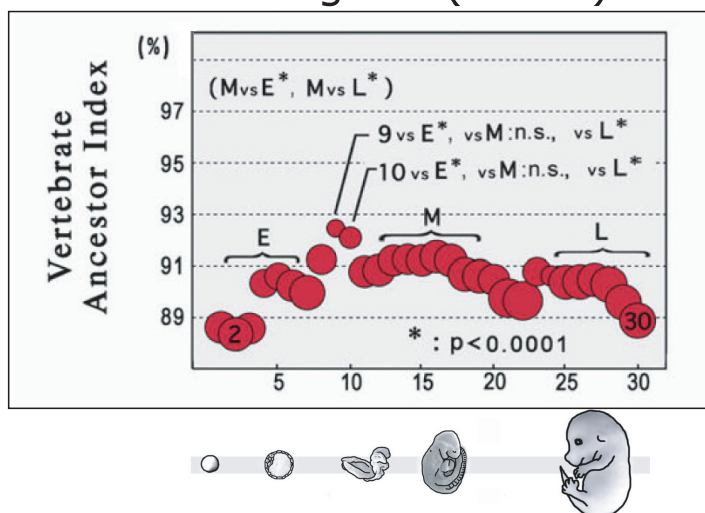 (%)
Vertebrate
Ancestor Index
(M vs E*, M vs L*)
97
9 vs E*, vs M:n.s., vs L*
95
10 vs E*, vs M:n.s., vs L*
93
E
M
L
91
89
2
30
* : p<0.0001
5
10
15
20
25
30